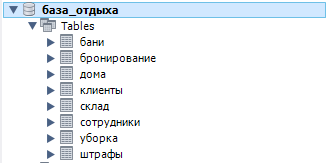 база_отдыха
Tables
бани
бронирование
дома
клиенты
склад
сотрудники
уборка
штрафы